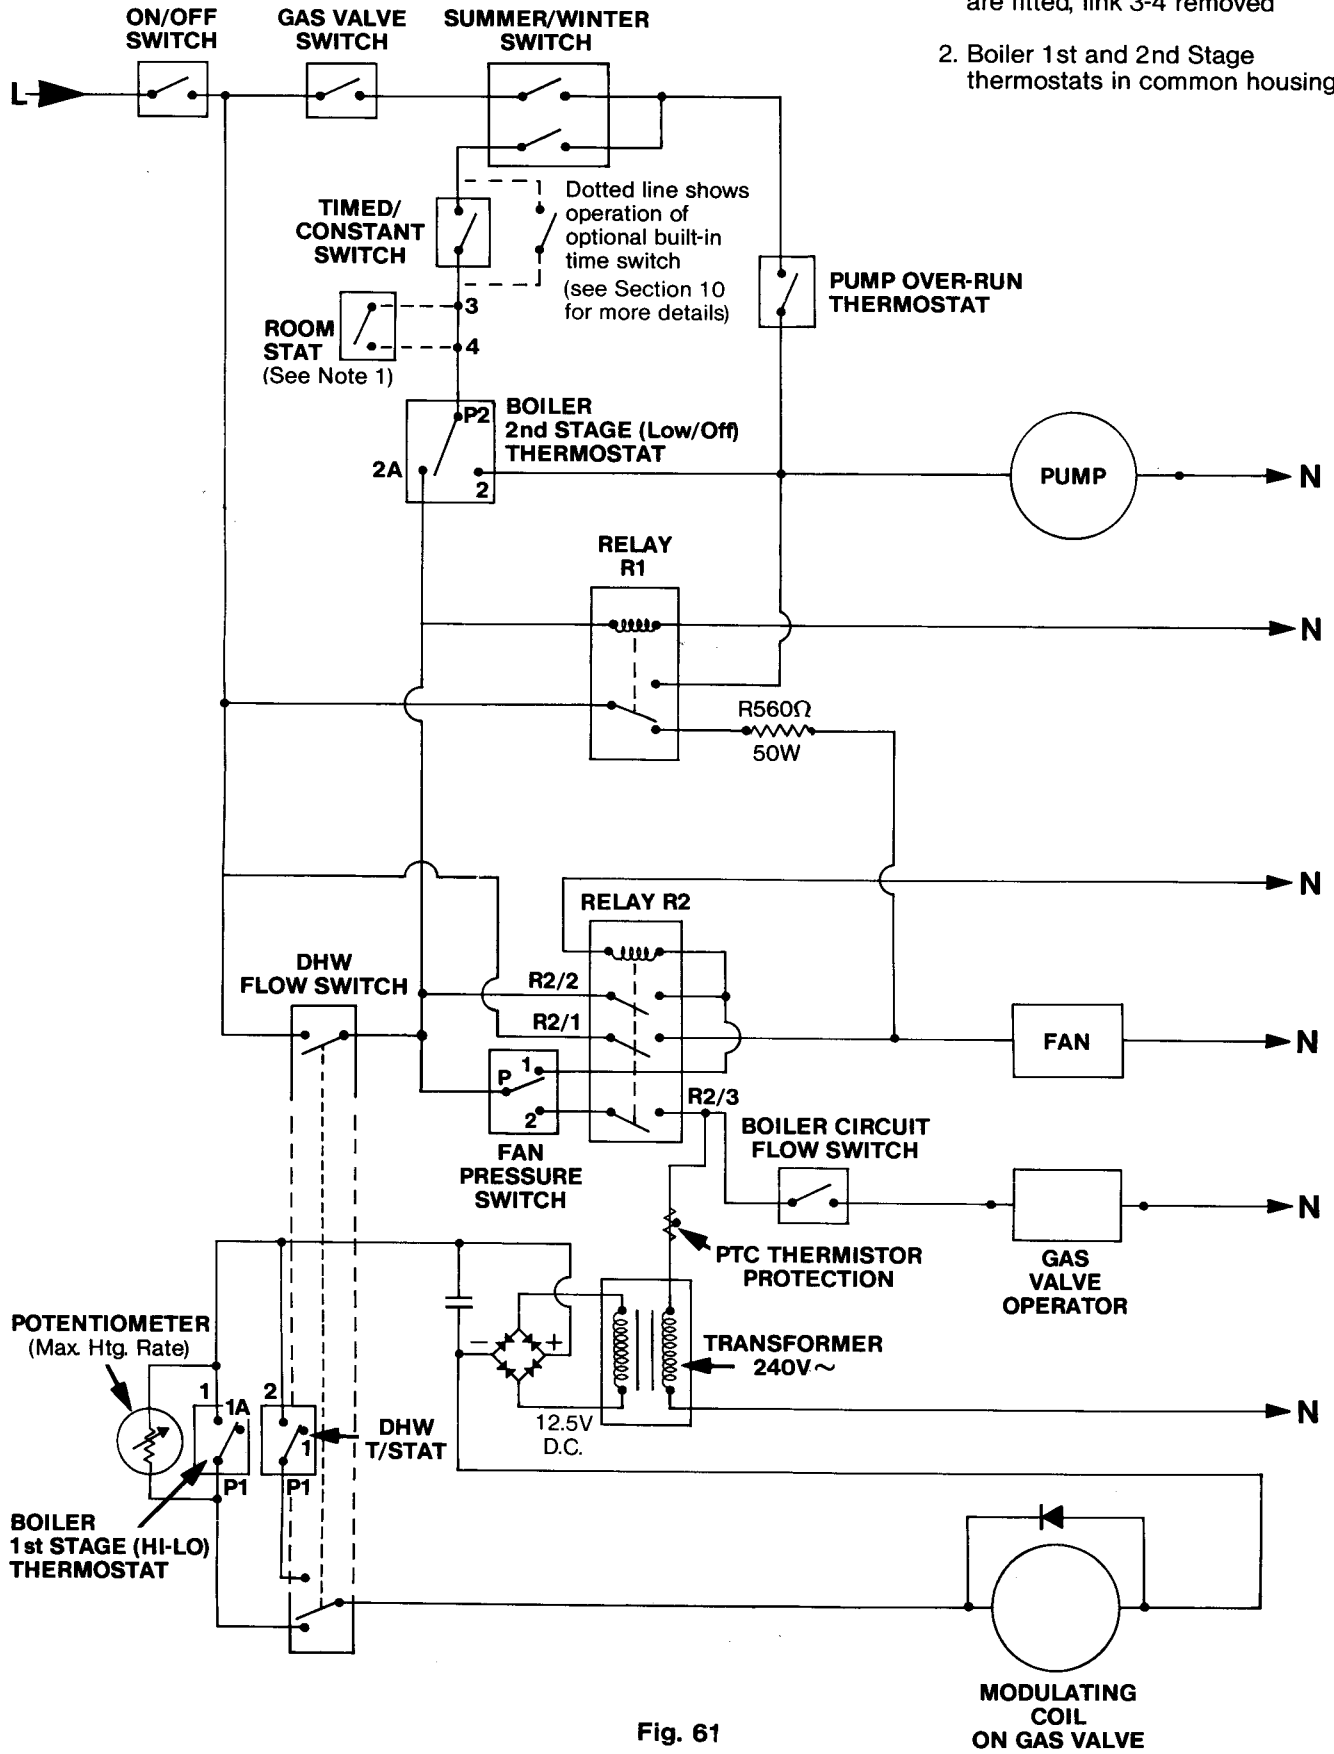 ON/OFF
SWITCH
GAS VALVE
SWITCH
SUMMER/WINTER
SWITCH
are fitted, link 3-4 removed
2. Boiler 1st and 2nd Stage
thermostats in common housing
L
TIMED/
CONSTANT
SWITCH
Dotted line shows
operation of
optional built-in
time switch
(see Section 10
for more details)
PUMP OVER-RUN
THERMOSTAT
ROOM
STAT
(See Note 1)
3
4
P2
2A
2
BOILER
2nd STAGE (Low/Off)
THERMOSTAT
PUMP
N
RELAY
R1
N
R560Ω
50W
N
RELAY R2
DHW
FLOW SWITCH
R2/2
R2/1
FAN
N
P
1
2
R2/3
FAN
PRESSURE
SWITCH
BOILER CIRCUIT
FLOW SWITCH
N
GAS
VALVE
OPERATOR
PTC THERMISTOR
PROTECTION
POTENTIOMETER
(Max. Htg. Rate)
−
+
TRANSFORMER
240V~
1
1A
P1
2
1
P1
DHW
T/STAT
12.5V
D.C.
N
BOILER
1st STAGE (HI-LO)
THERMOSTAT
MODULATING
COIL
ON GAS VALVE
Fig. 61